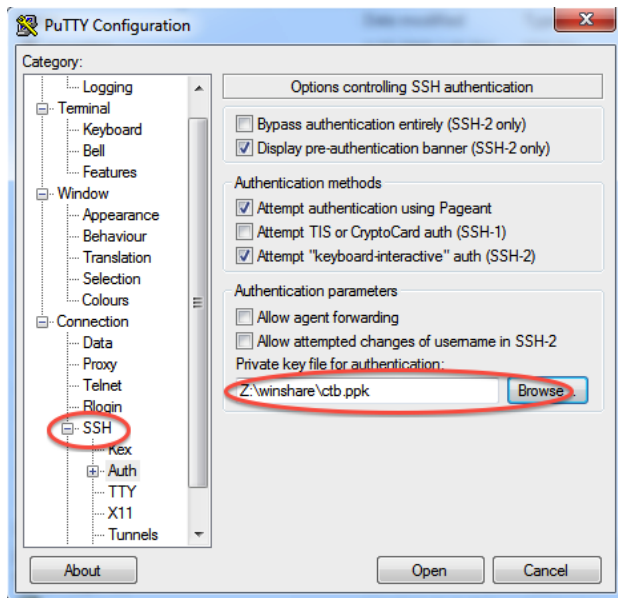 PuTTY Configuration
Category:
Logging
Terminal
Keyboard
Bell
Features
Window
Appearance
Behaviour
Translation
Selection
Colours
Connection
Data
Proxy
Telnet
Rlogin
SSH
Kex
Auth
TTY
X11
Tunnels
Options controlling SSH authentication
Bypass authentication entirely (SSH-2 only)
Display pre-authentication banner (SSH-2 only)
Authentication methods
Attempt authentication using Pageant
Attempt TIS or CryptoCard auth (SSH-1)
Attempt "keyboard-interactive" auth (SSH-2)
Authentication parameters
Allow agent forwarding
Allow attempted changes of username in SSH-2
Private key file for authentication:
Z:\winshare\ctb.ppk
Browse...
About
Open
Cancel